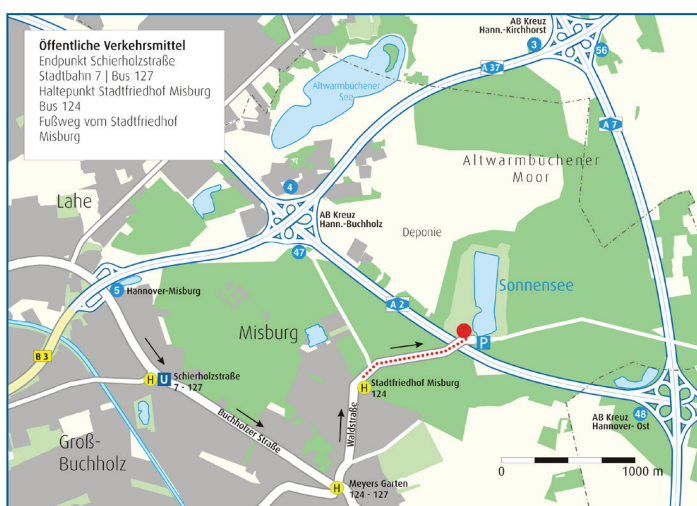 Öffentliche Verkehrsmittel
Endpunkt Schierholzstraße
Stadtbahn 7 | Bus 127
Haltepunkt Stadtfriedhof Misburg
Bus 124
Fußweg vom Stadtfriedhof
Misburg
AB Kreuz
Hann.-Kirchhorst
3
56
A 37
Altwarmbüchener
See
A 7
Altwarmbüchener
Moor
Lahe
4
AB Kreuz
Hann.-Buchholz
Deponie
47
5
Hannover-Misburg
A 2
Sonnensee
Misburg
P
B 3
H
U
Schierholzstraße
7 - 127
H
Stadtfriedhof Misburg
124
Buchholzer Straße
Waldstraße
AB Kreuz
Hannover- Ost
48
Groß-
Buchholz
H
Meyers Garten
124 - 127
0
1000 m